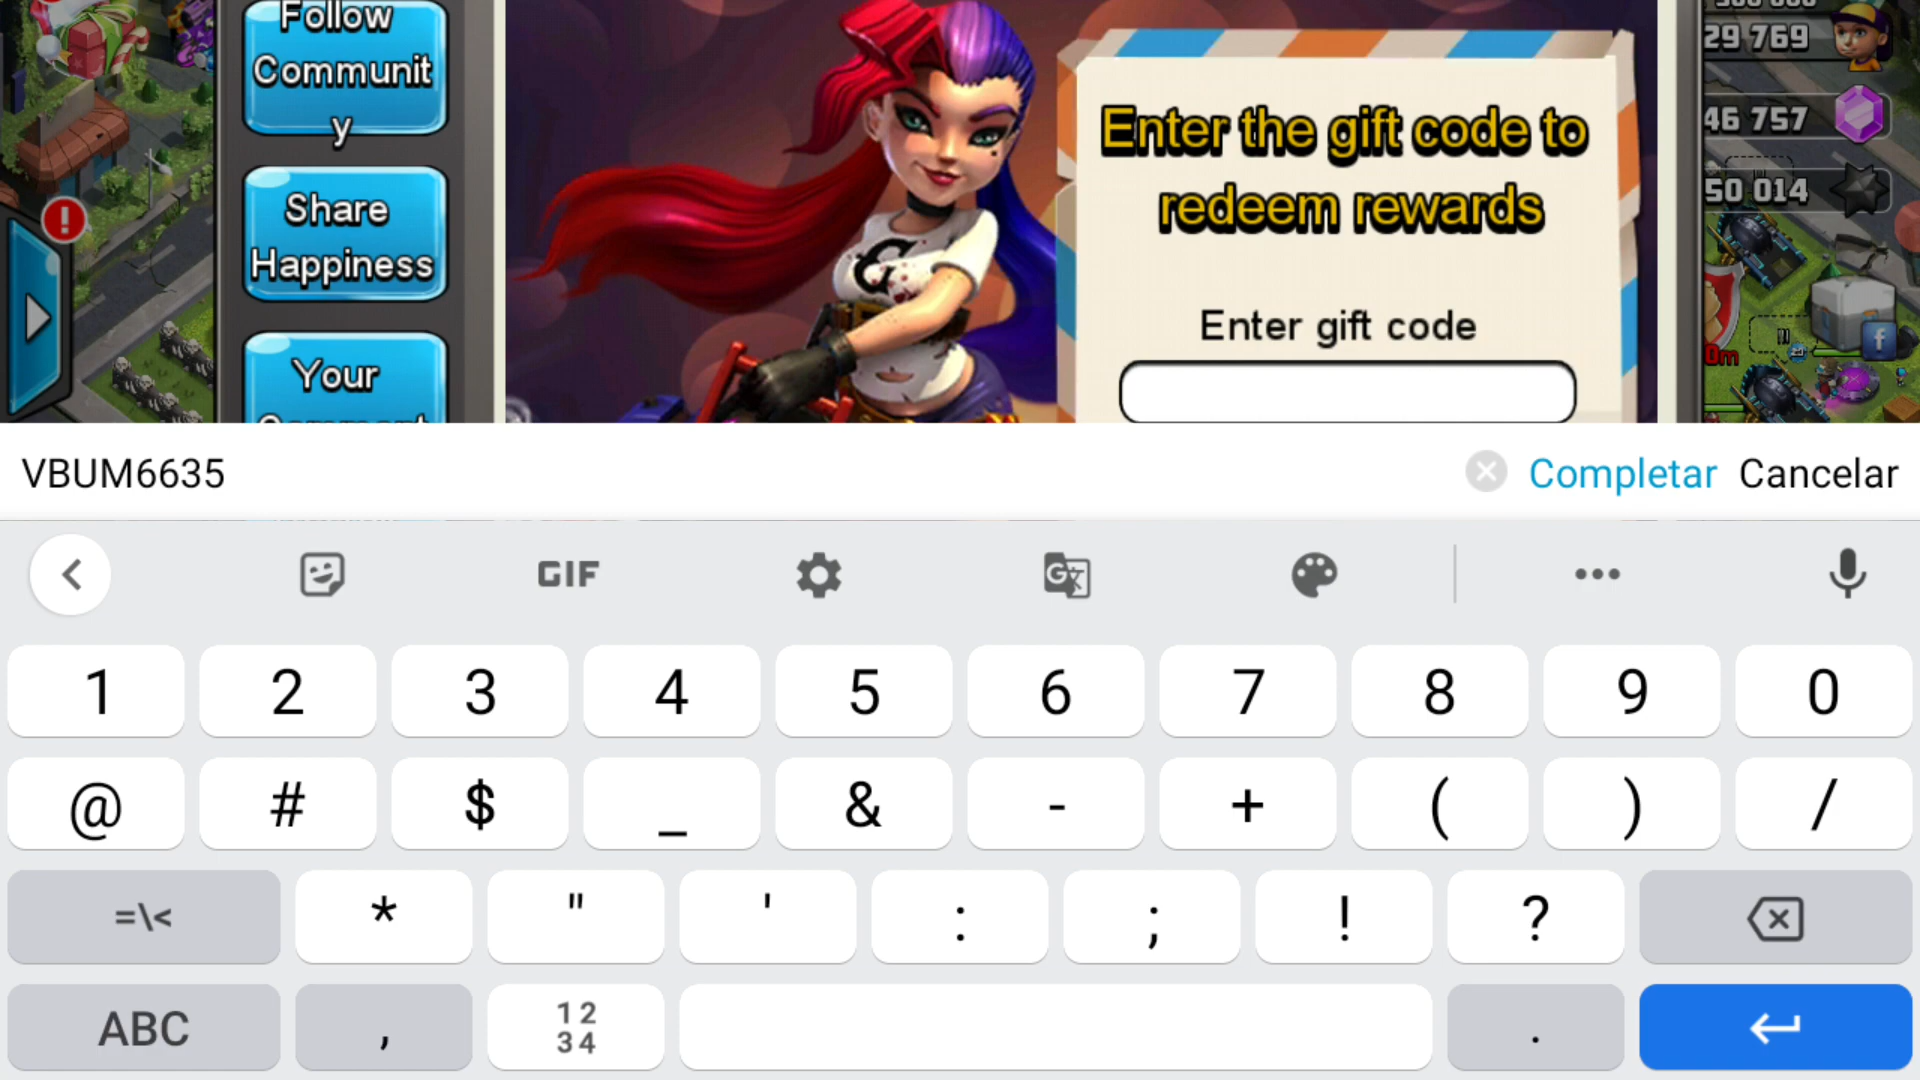 Follow
Communit
y
Share
Happiness
Your
Enter the gift code to
redeem rewards
Enter gift code
29 769
46 757
50 014
0m
VBUM6635
Completar Cancelar
GIF
1 2 3 4 5 6 7 8 9 0
@ # $ _ & - + ( ) /
=\< * " ' : ; ! ?
ABC , 12 .
34